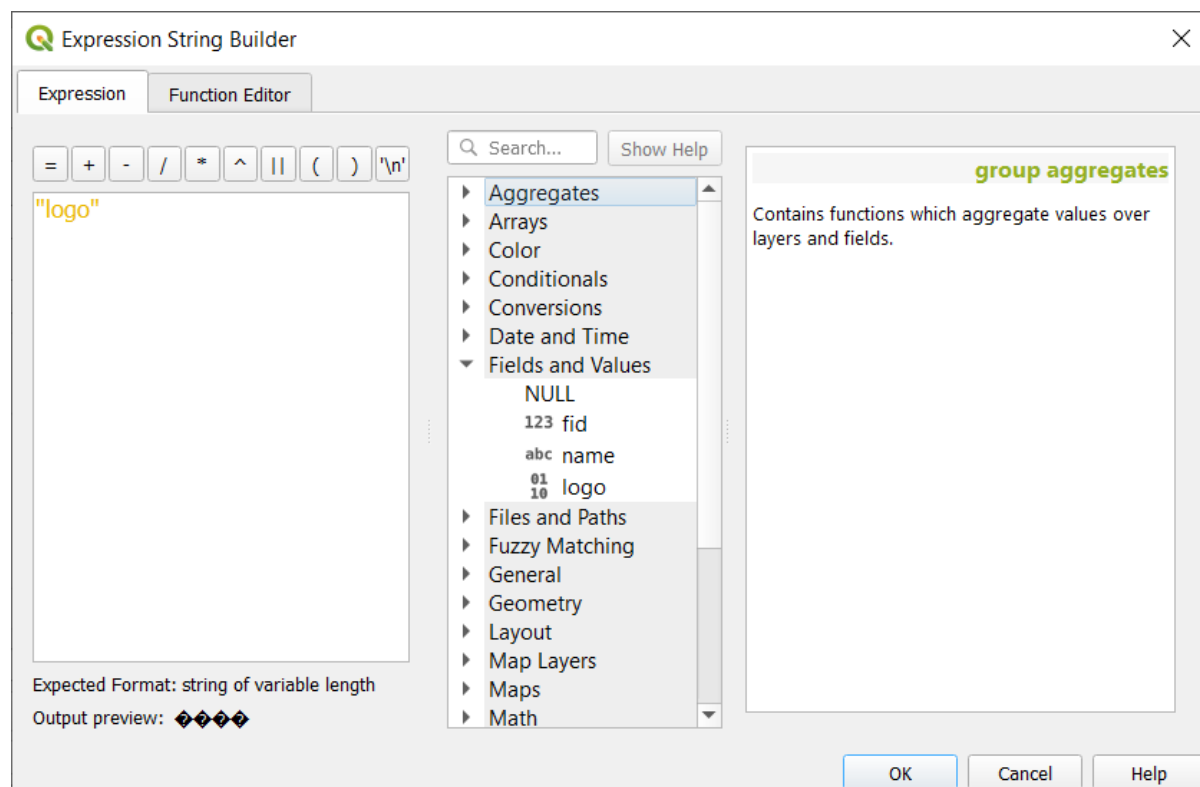 Expression String Builder
Expression
Function Editor
= + - / * ^ || ( ) '\n'
"logo"
Expected Format: string of variable length
Output preview: ����
Search...
Show Help
Aggregates
Arrays
Color
Conditionals
Conversions
Date and Time
Fields and Values
NULL
123 fid
abc name
01
10 logo
Files and Paths
Fuzzy Matching
General
Geometry
Layout
Map Layers
Maps
Math
group aggregates
Contains functions which aggregate values over
layers and fields.
OK
Cancel
Help